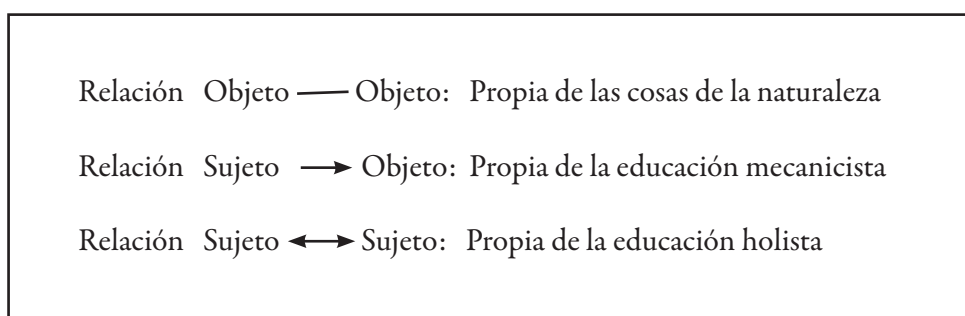 Relación Objeto — Objeto: Propia de las cosas de la naturaleza
Relación Sujeto → Objeto: Propia de la educación mecanicista
Relación Sujeto ↔ Sujeto: Propia de la educación holista